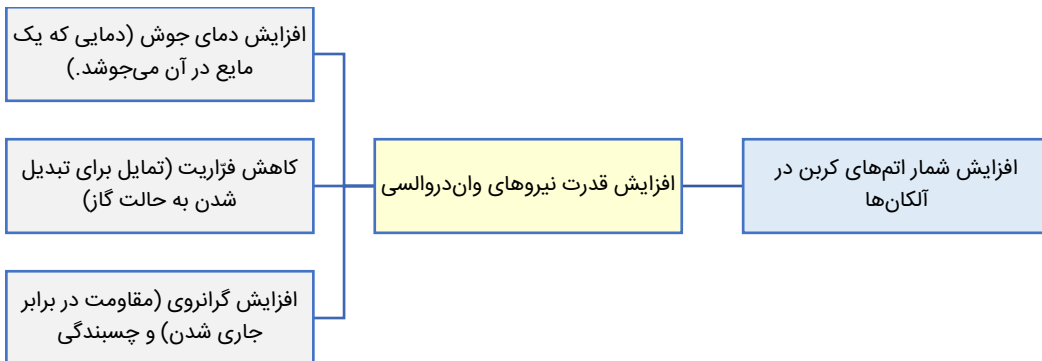 افزایش شمار اتم‌های کربن در
آلکان‌ها
افزایش قدرت نیروهای وان‌دروالسی
افزایش دمای جوش (دمایی که یک
مایع در آن می‌جوشد.)
کاهش فرّاریت (تمایل برای تبدیل
شدن به حالت گاز)
افزایش گرانروی (مقاومت در برابر
جاری شدن) و چسبندگی